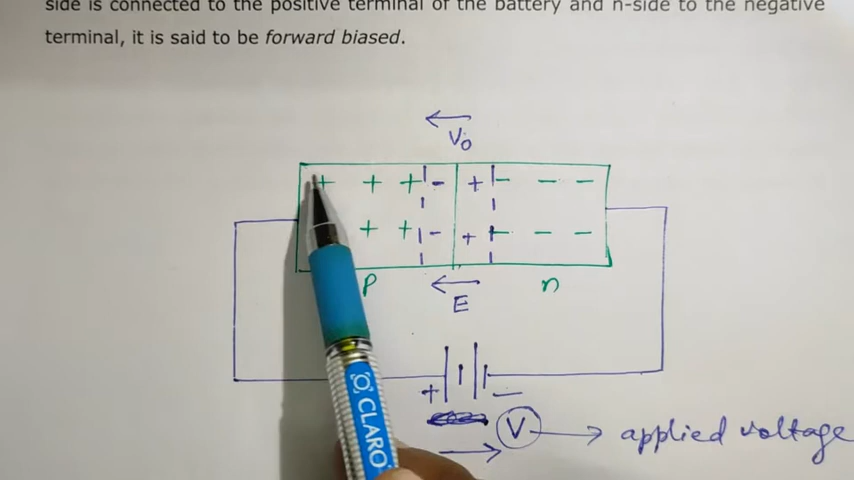 side is connected to the positive terminal of the battery and n-side to the negative
terminal, it is said to be forward biased.
V₀
+ + + - + - - -
+ + - + - - -
p n
E
+ -
V applied voltage
CLARO